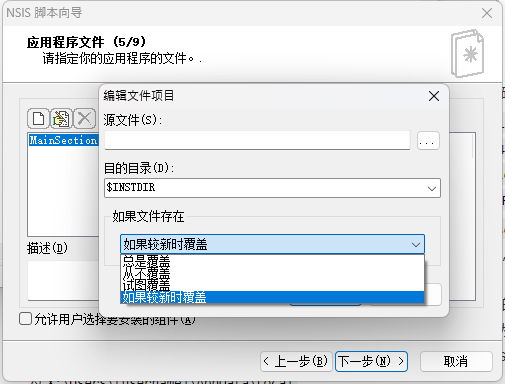 NSIS 脚本向导
应用程序文件 (5/9)
请指定你的应用程序的文件。.
编辑文件项目
源文件(S):
...
MainSection
目的目录(D):
$INSTDIR
如果文件存在
如果较新时覆盖
描述(D)
总是覆盖
从不覆盖
试图覆盖
如果较新时覆盖
允许用户选择要安装的组件(A)
< 上一步(B)
下一步(N) >
取消